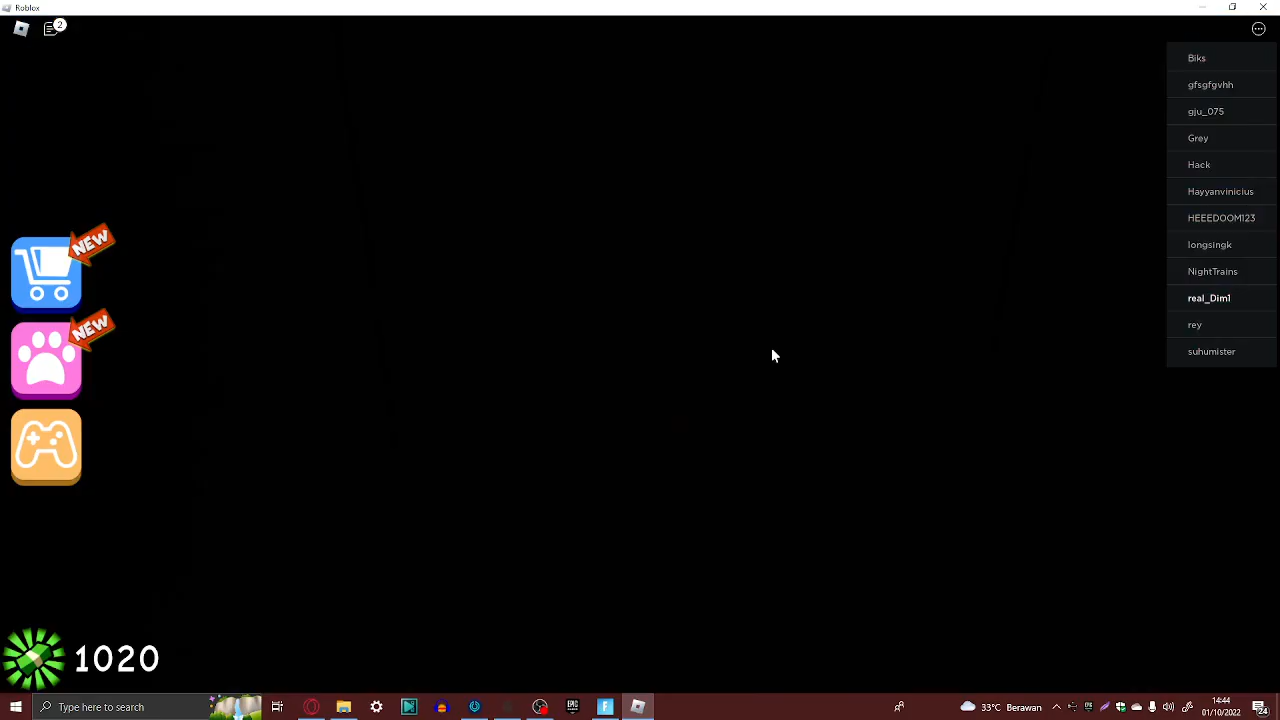 Roblox
2
Biks
gfsgfgvhh
gju_075
Grey
Hack
Hayyanvinicius
HEEEDOOM123
longsingk
NightTrains
real_Dim1
rey
suhumister
NEW
NEW
1020
Type here to search
EPIC
F
33°C Berawan
14:44
01/10/2022